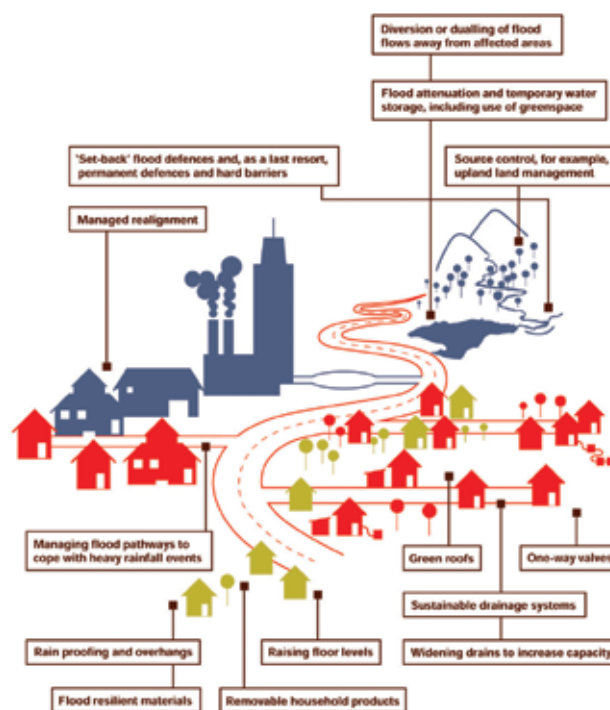 Diversion or dualling of flood
flows away from affected areas
Flood attenuation and temporary water
storage, including use of greenspace
'Set-back' flood defences and, as a last resort,
permanent defences and hard barriers
Source control, for example,
upland land management
Managed realignment
Managing flood pathways to
cope with heavy rainfall events
Green roofs
One-way valves
Sustainable drainage systems
Rain proofing and overhangs
Raising floor levels
Widening drains to increase capacity
Flood resilient materials
Removable household products